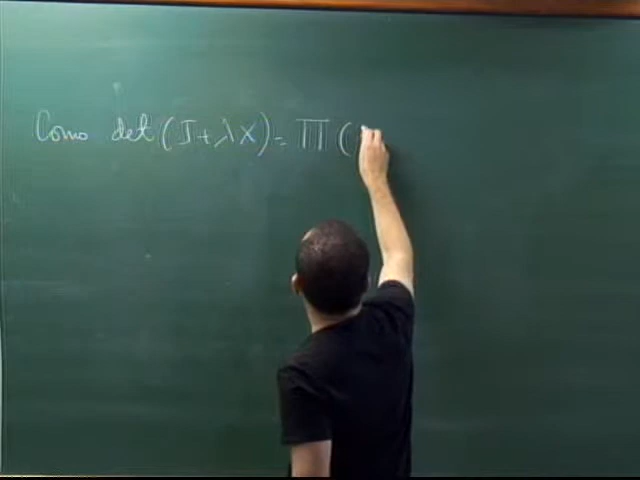 Como det (I + λX) = Π (